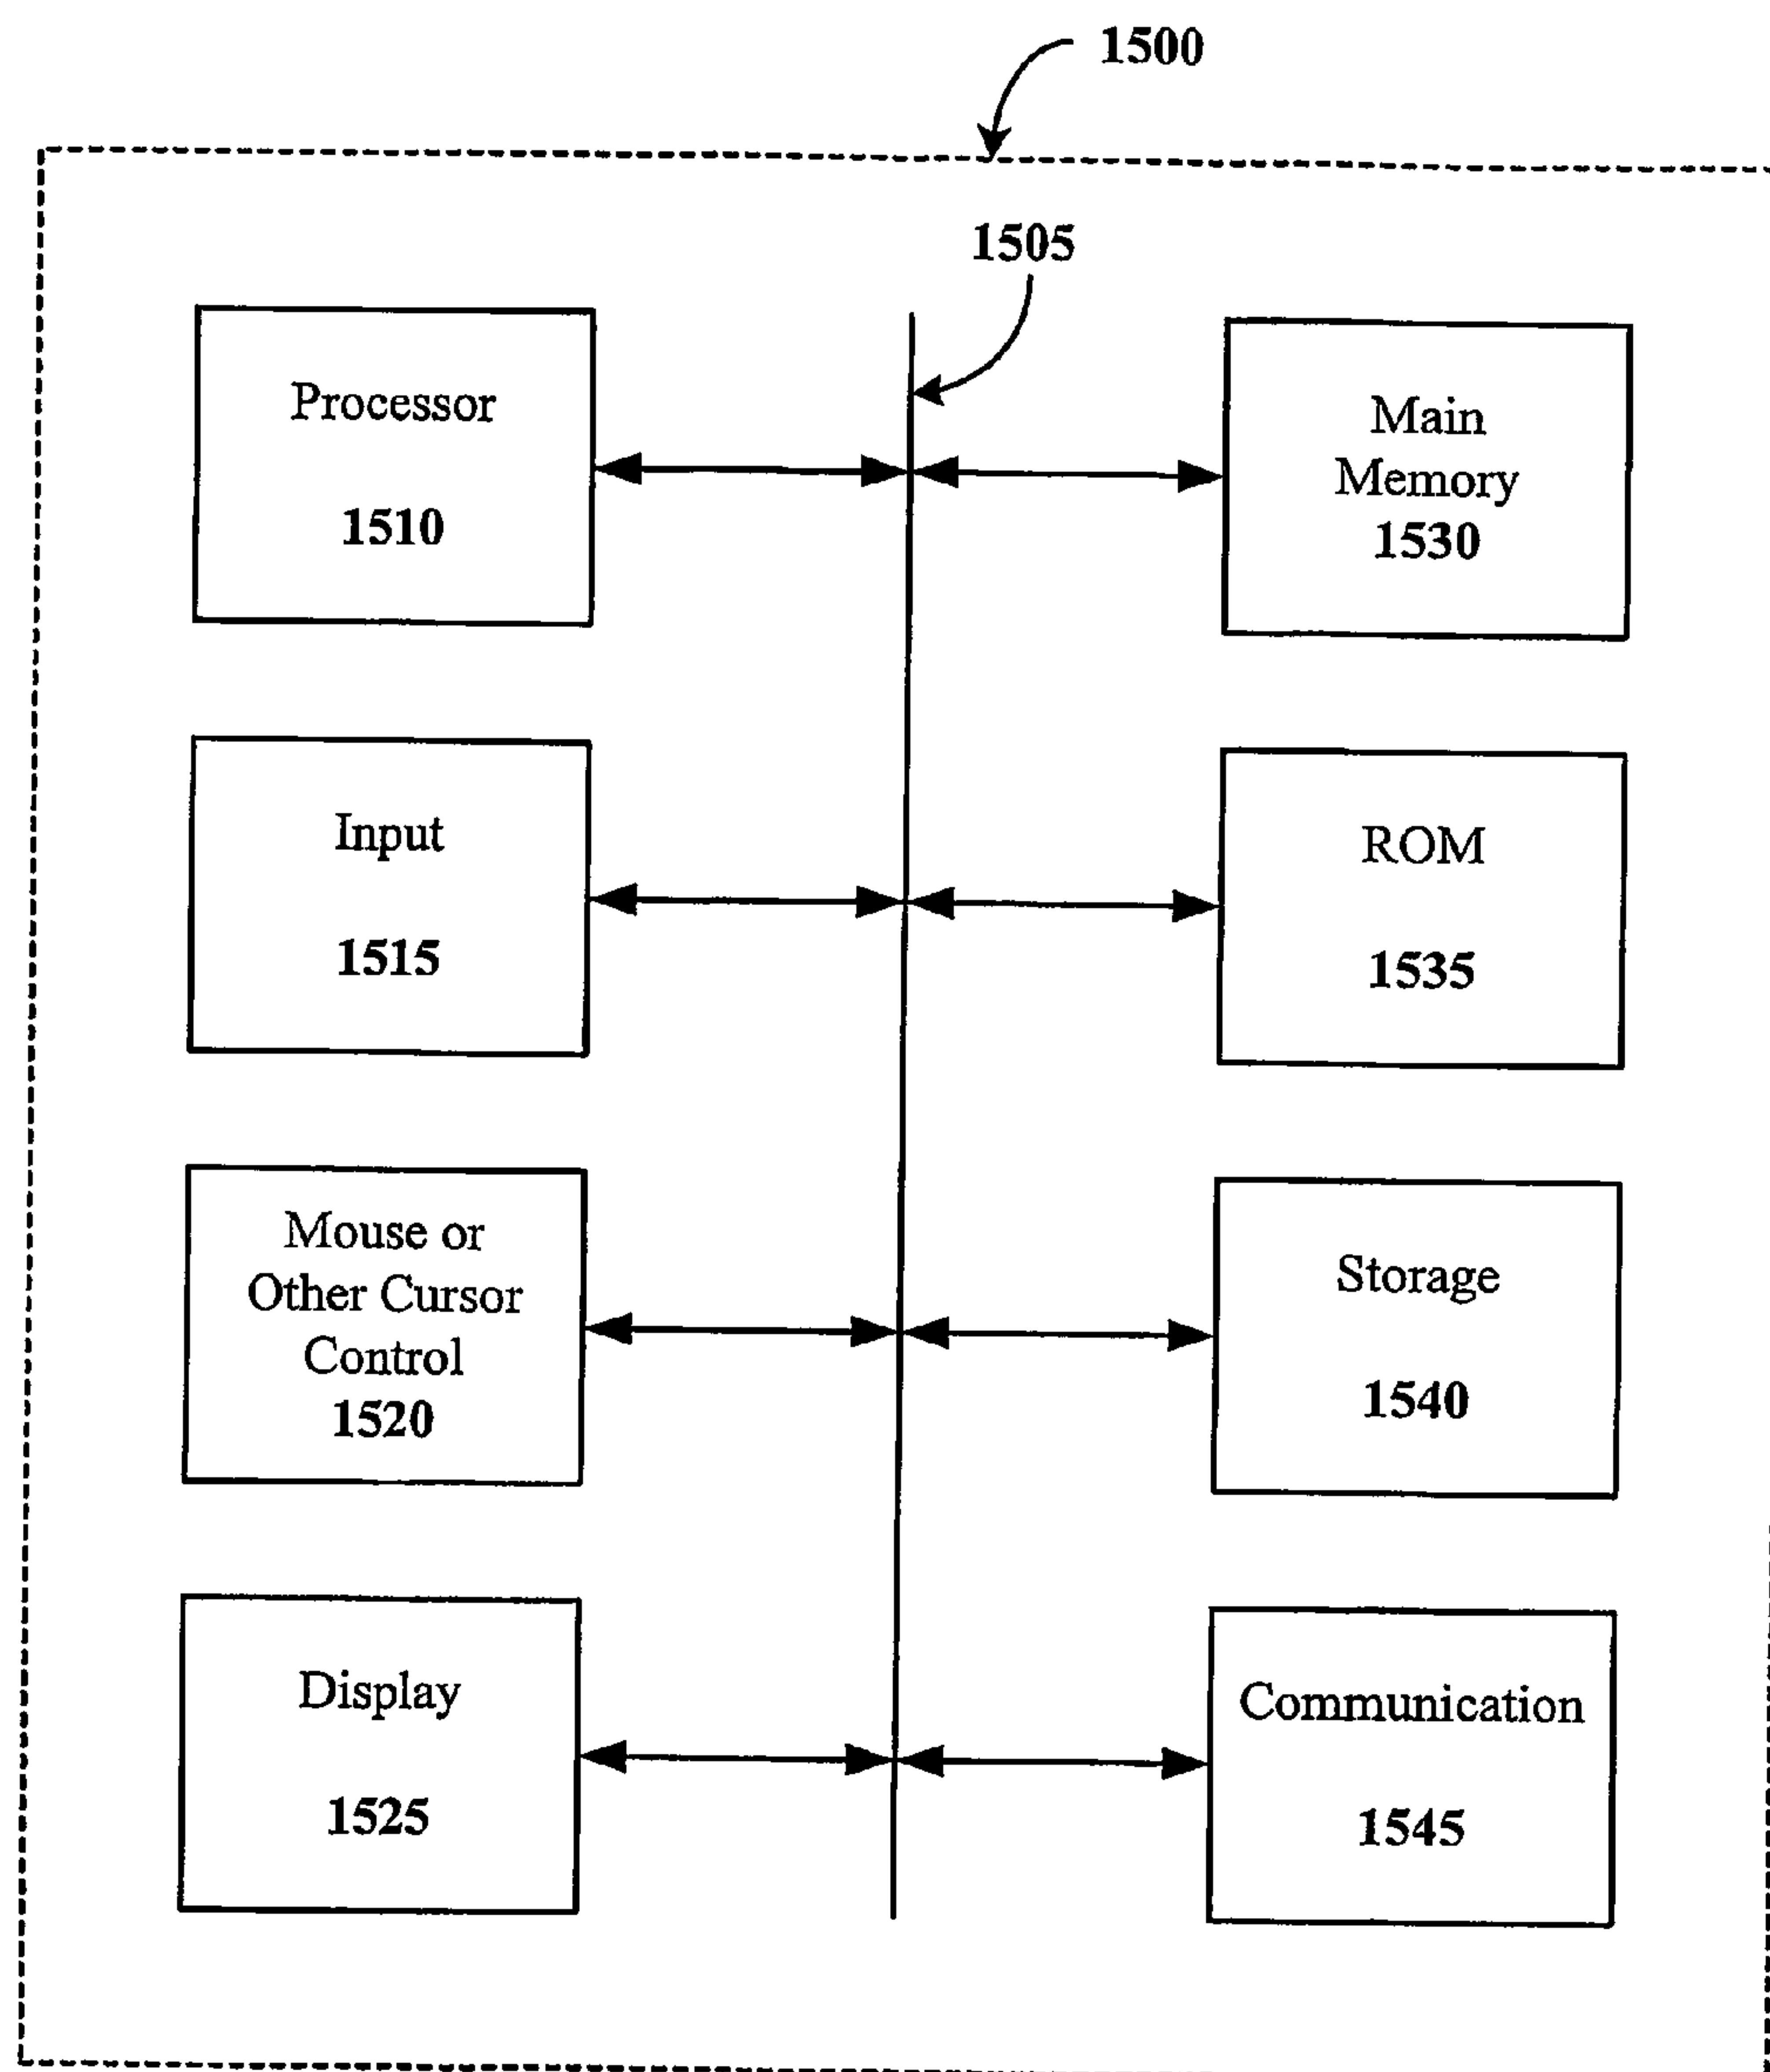 1500
1505
Processor
1510
Main
Memory
1530
Input
1515
ROM
1535
Mouse or
Other Cursor
Control
1520
Storage
1540
Display
1525
Communication
1545